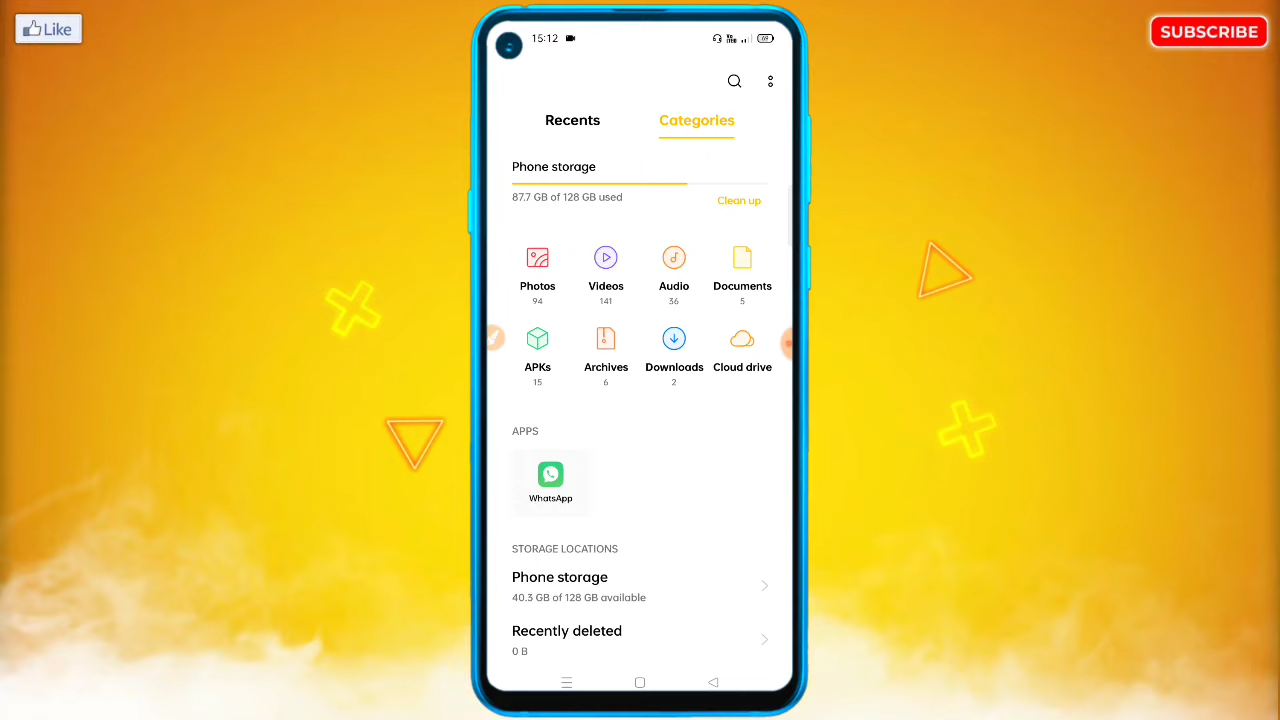 Like
SUBSCRIBE
15:12
69
Recents
Categories
Phone storage
87.7 GB of 128 GB used
Clean up
Photos
Videos
Audio
Documents
94
141
36
5
APKs
Archives
Downloads
Cloud drive
15
6
2
APPS
WhatsApp
STORAGE LOCATIONS
Phone storage
40.3 GB of 128 GB available
Recently deleted
0 B